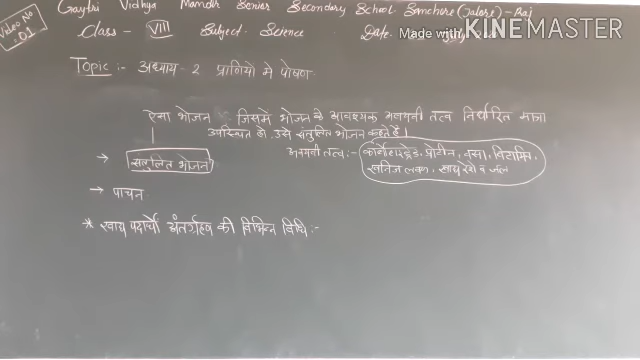 Video No 01
Gaytri Vidhya Mandir Senior Secondary School Sanchore (Jalore) - Raj
Class - VIII Subject - Science Date -
Made with KINEMASTER
Topic :- अध्याय - 2 प्राणियों में पोषण
ऐसा भोजन जिसमें भोजन के आवश्यक अवयवी तत्व निर्धारित मात्रा
उपस्थित हो उसे संतुलित भोजन कहते हैं।
→ संतुलित भोजन
अवयवी तत्व :- कार्बोहाइड्रेड, प्रोटीन, वसा, विटामिन,
खनिज लवण, खाद्य रेशे व जल
→ पाचन
* खाद्य पदार्थो अंतर्ग्रहण की विभिन्न विधि :-